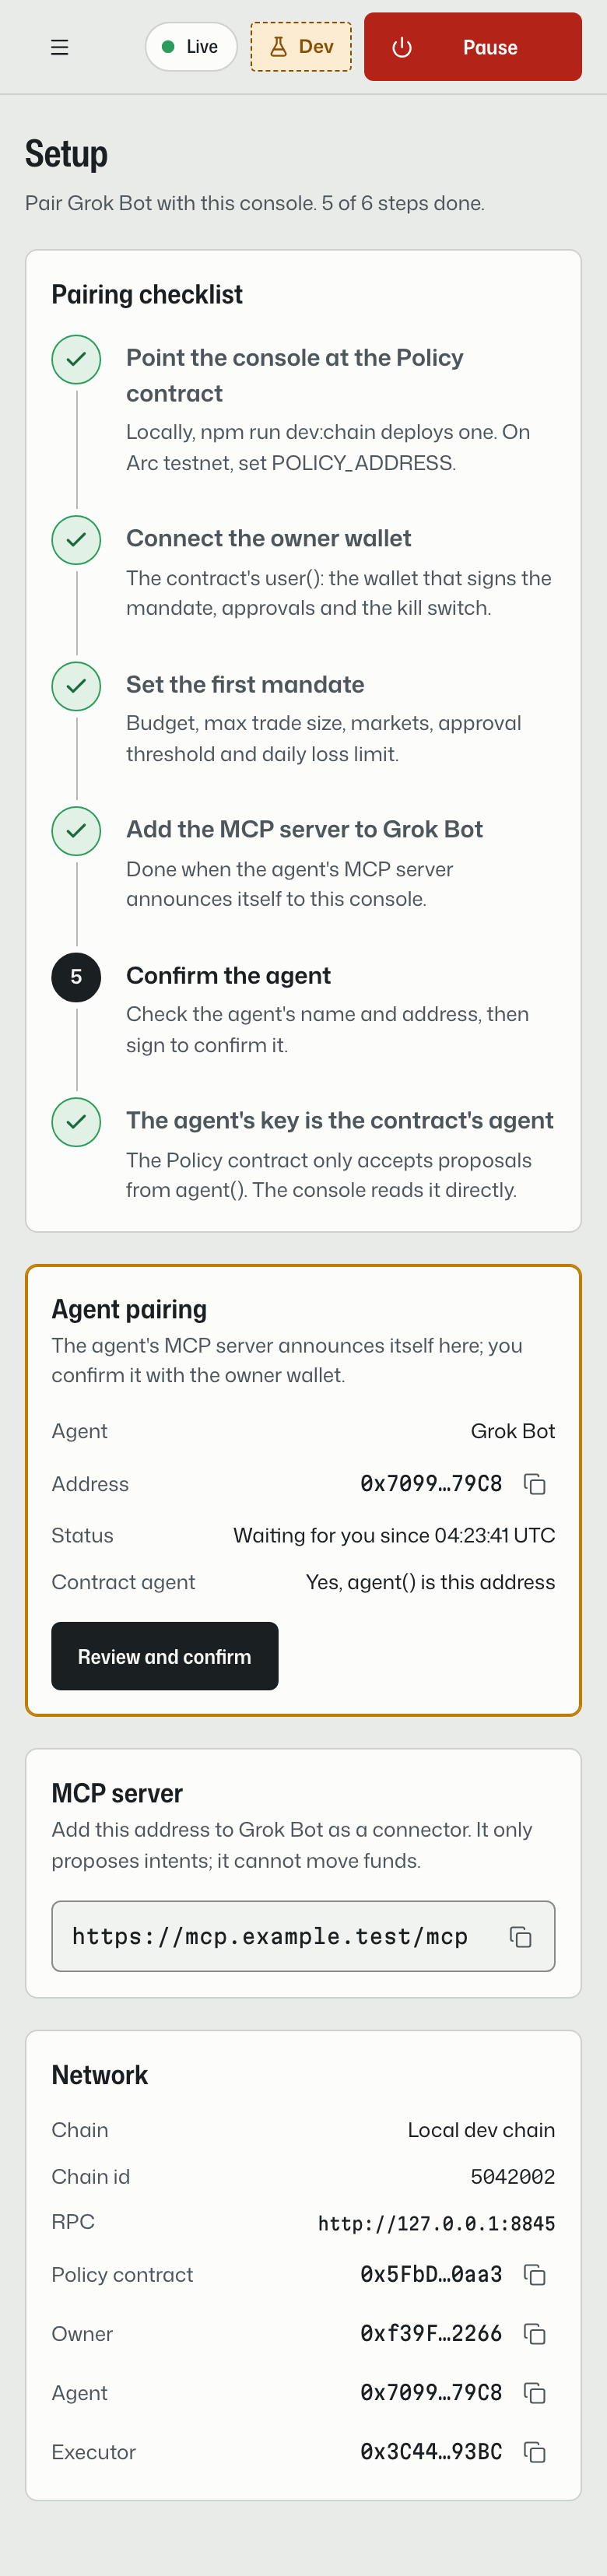 Live
Dev
Pause
Setup
Pair Grok Bot with this console. 5 of 6 steps done.
Pairing checklist
Point the console at the Policy
contract
Locally, npm run dev:chain deploys one. On
Arc testnet, set POLICY_ADDRESS.
Connect the owner wallet
The contract's user(): the wallet that signs the
mandate, approvals and the kill switch.
Set the first mandate
Budget, max trade size, markets, approval
threshold and daily loss limit.
Add the MCP server to Grok Bot
Done when the agent's MCP server
announces itself to this console.
5
Confirm the agent
Check the agent's name and address, then
sign to confirm it.
The agent's key is the contract's agent
The Policy contract only accepts proposals
from agent(). The console reads it directly.
Agent pairing
The agent's MCP server announces itself here; you
confirm it with the owner wallet.
Agent Grok Bot
Address 0x7099…79C8
Status Waiting for you since 04:23:41 UTC
Contract agent Yes, agent() is this address
Review and confirm
MCP server
Add this address to Grok Bot as a connector. It only
proposes intents; it cannot move funds.
https://mcp.example.test/mcp
Network
Chain Local dev chain
Chain id 5042002
RPC http://127.0.0.1:8845
Policy contract 0x5FbD…0aa3
Owner 0xf39F…2266
Agent 0x7099…79C8
Executor 0x3C44…93BC